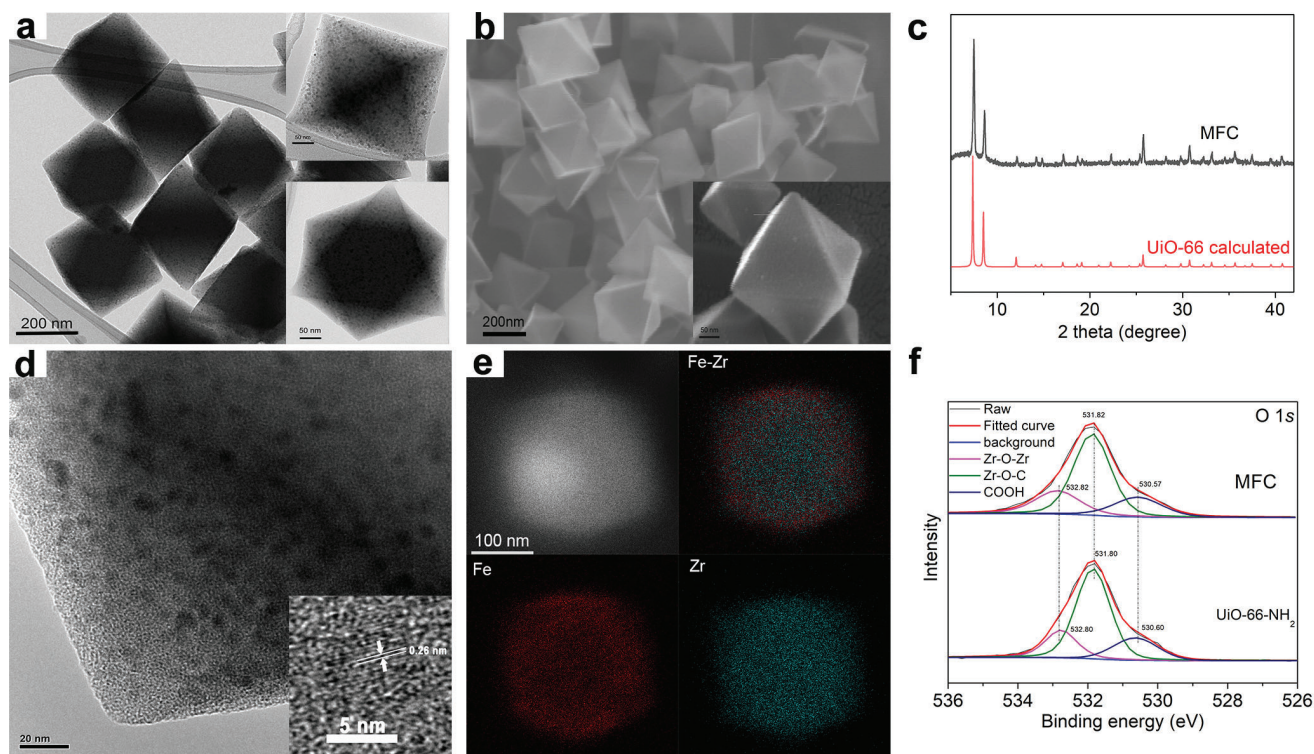 a
50 nm
50 nm
200 nm
b
200nm
50 nm
c
MFC
UiO-66 calculated
10
20
30
40
2 theta (degree)
d
20 nm
0.26 nm
5 nm
e
Fe-Zr
100 nm
Fe
Zr
f
Raw
Fitted curve
background
Zr-O-Zr
Zr-O-C
COOH
O 1s
MFC
531.82
532.82
530.57
531.80
532.80
530.60
UiO-66-NH2
Intensity
536
534
532
530
528
526
Binding energy (eV)